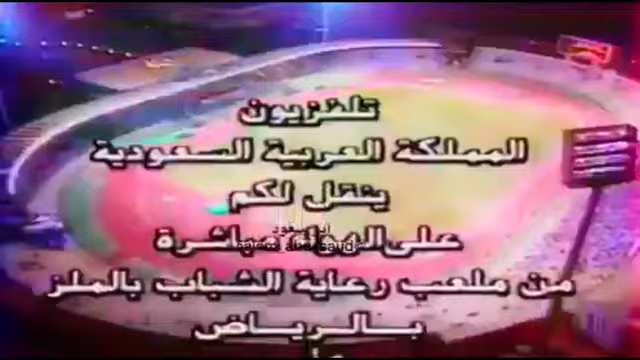 تلفزيون
المملكة العربية السعودية
ينقل لكم
على الهواء مباشرة
من ملعب رعاية الشباب بالملز
بالرياض